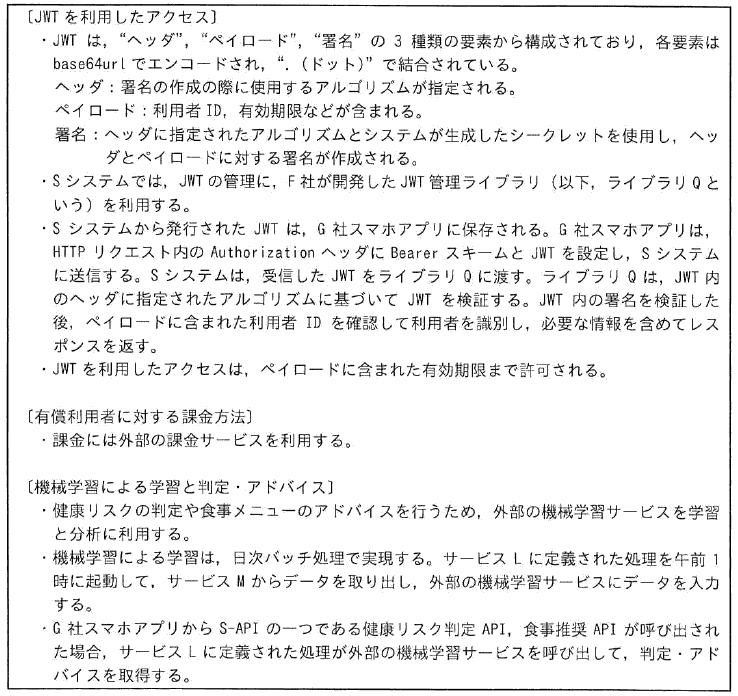 〔JWT を利用したアクセス〕
・JWT は，“ヘッダ”，“ペイロード”，“署名” の 3 種類の要素から構成されており，各要素は
base64url でエンコードされ，“．（ドット）” で結合されている。
ヘッダ：署名の作成の際に使用するアルゴリズムが指定される。
ペイロード：利用者 ID，有効期限などが含まれる。
署名：ヘッダに指定されたアルゴリズムとシステムが生成したシークレットを使用し，ヘッ
ダとペイロードに対する署名が作成される。
・S システムでは，JWT の管理に，F 社が開発した JWT 管理ライブラリ（以下，ライブラリ Q と
いう）を利用する。
・S システムから発行された JWT は，G 社スマホアプリに保存される。G 社スマホアプリは，
HTTP リクエスト内の Authorization ヘッダに Bearer スキームと JWT を設定し，S システム
に送信する。S システムは，受信した JWT をライブラリ Q に渡す。ライブラリ Q は，JWT 内
のヘッダに指定されたアルゴリズムに基づいて JWT を検証する。JWT 内の署名を検証した
後，ペイロードに含まれた利用者 ID を確認して利用者を識別し，必要な情報を含めてレス
ポンスを返す。
・JWT を利用したアクセスは，ペイロードに含まれた有効期限まで許可される。
〔有償利用者に対する課金方法〕
・課金には外部の課金サービスを利用する。
〔機械学習による学習と判定・アドバイス〕
・健康リスクの判定や食事メニューのアドバイスを行うため，外部の機械学習サービスを学習
と分析に利用する。
・機械学習による学習は，日次バッチ処理で実現する。サービス L に定義された処理を午前 1
時に起動して，サービス M からデータを取り出し，外部の機械学習サービスにデータを入力
する。
・G 社スマホアプリから S-API の一つである健康リスク判定 API，食事推奨 API が呼び出され
た場合，サービス L に定義された処理が外部の機械学習サービスを呼び出して，判定・アド
バイスを取得する。